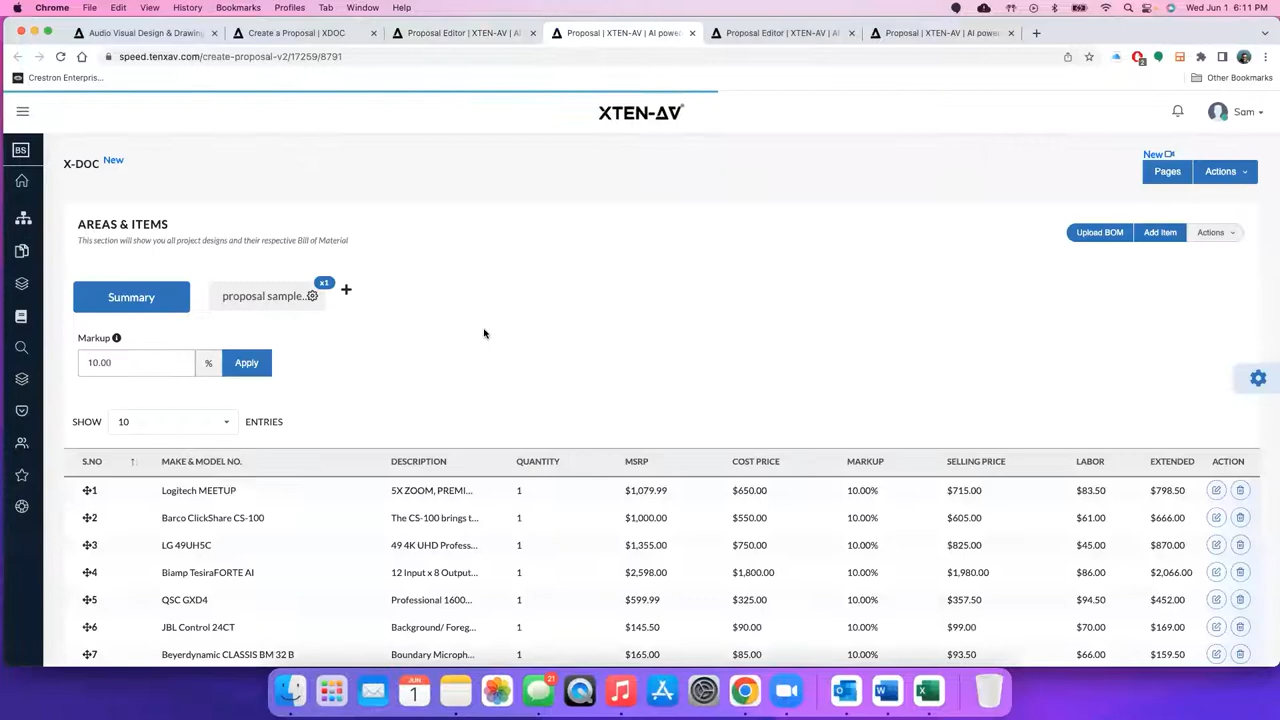 Chrome File Edit View History Bookmarks Profiles Tab Window Help Wed Jun 1 6:11 PM
Audio Visual Design & Drawing Create a Proposal | XDOC Proposal Editor | XTEN-AV | AI Proposal | XTEN-AV | AI powe Proposal Editor | XTEN-AV | AI Proposal | XTEN-AV | AI powe
speed.tenxav.com/create-proposal-v2/17259/8791
Crestron Enterpris... Other Bookmarks
XTEN-AV Sam
BS
X-DOC New
New
Pages Actions
AREAS & ITEMS
This section will show you all project designs and their respective Bill of Material
Upload BOM Add Item Actions
Summary proposal sample... x1
Markup
10.00 % Apply
SHOW 10 ENTRIES
S.NO MAKE & MODEL NO. DESCRIPTION QUANTITY MSRP COST PRICE MARKUP SELLING PRICE LABOR EXTENDED ACTION
1 Logitech MEETUP 5X ZOOM, PREMI... 1 $1,079.99 $650.00 10.00% $715.00 $83.50 $798.50
2 Barco ClickShare CS-100 The CS-100 brings t... 1 $1,000.00 $550.00 10.00% $605.00 $61.00 $666.00
3 LG 49UH5C 49 4K UHD Profess... 1 $1,355.00 $750.00 10.00% $825.00 $45.00 $870.00
4 Biamp TesiraFORTE AI 12 Input x 8 Output... 1 $2,598.00 $1,800.00 10.00% $1,980.00 $86.00 $2,066.00
5 QSC GXD4 Professional 1600... 1 $599.99 $325.00 10.00% $357.50 $94.50 $452.00
6 JBL Control 24CT Background/ Foreg... 1 $145.50 $90.00 10.00% $99.00 $70.00 $169.00
7 Beyerdynamic CLASSIS BM 32 B Boundary Microph... 1 $165.00 $85.00 10.00% $93.50 $66.00 $159.50
JUN
1
21